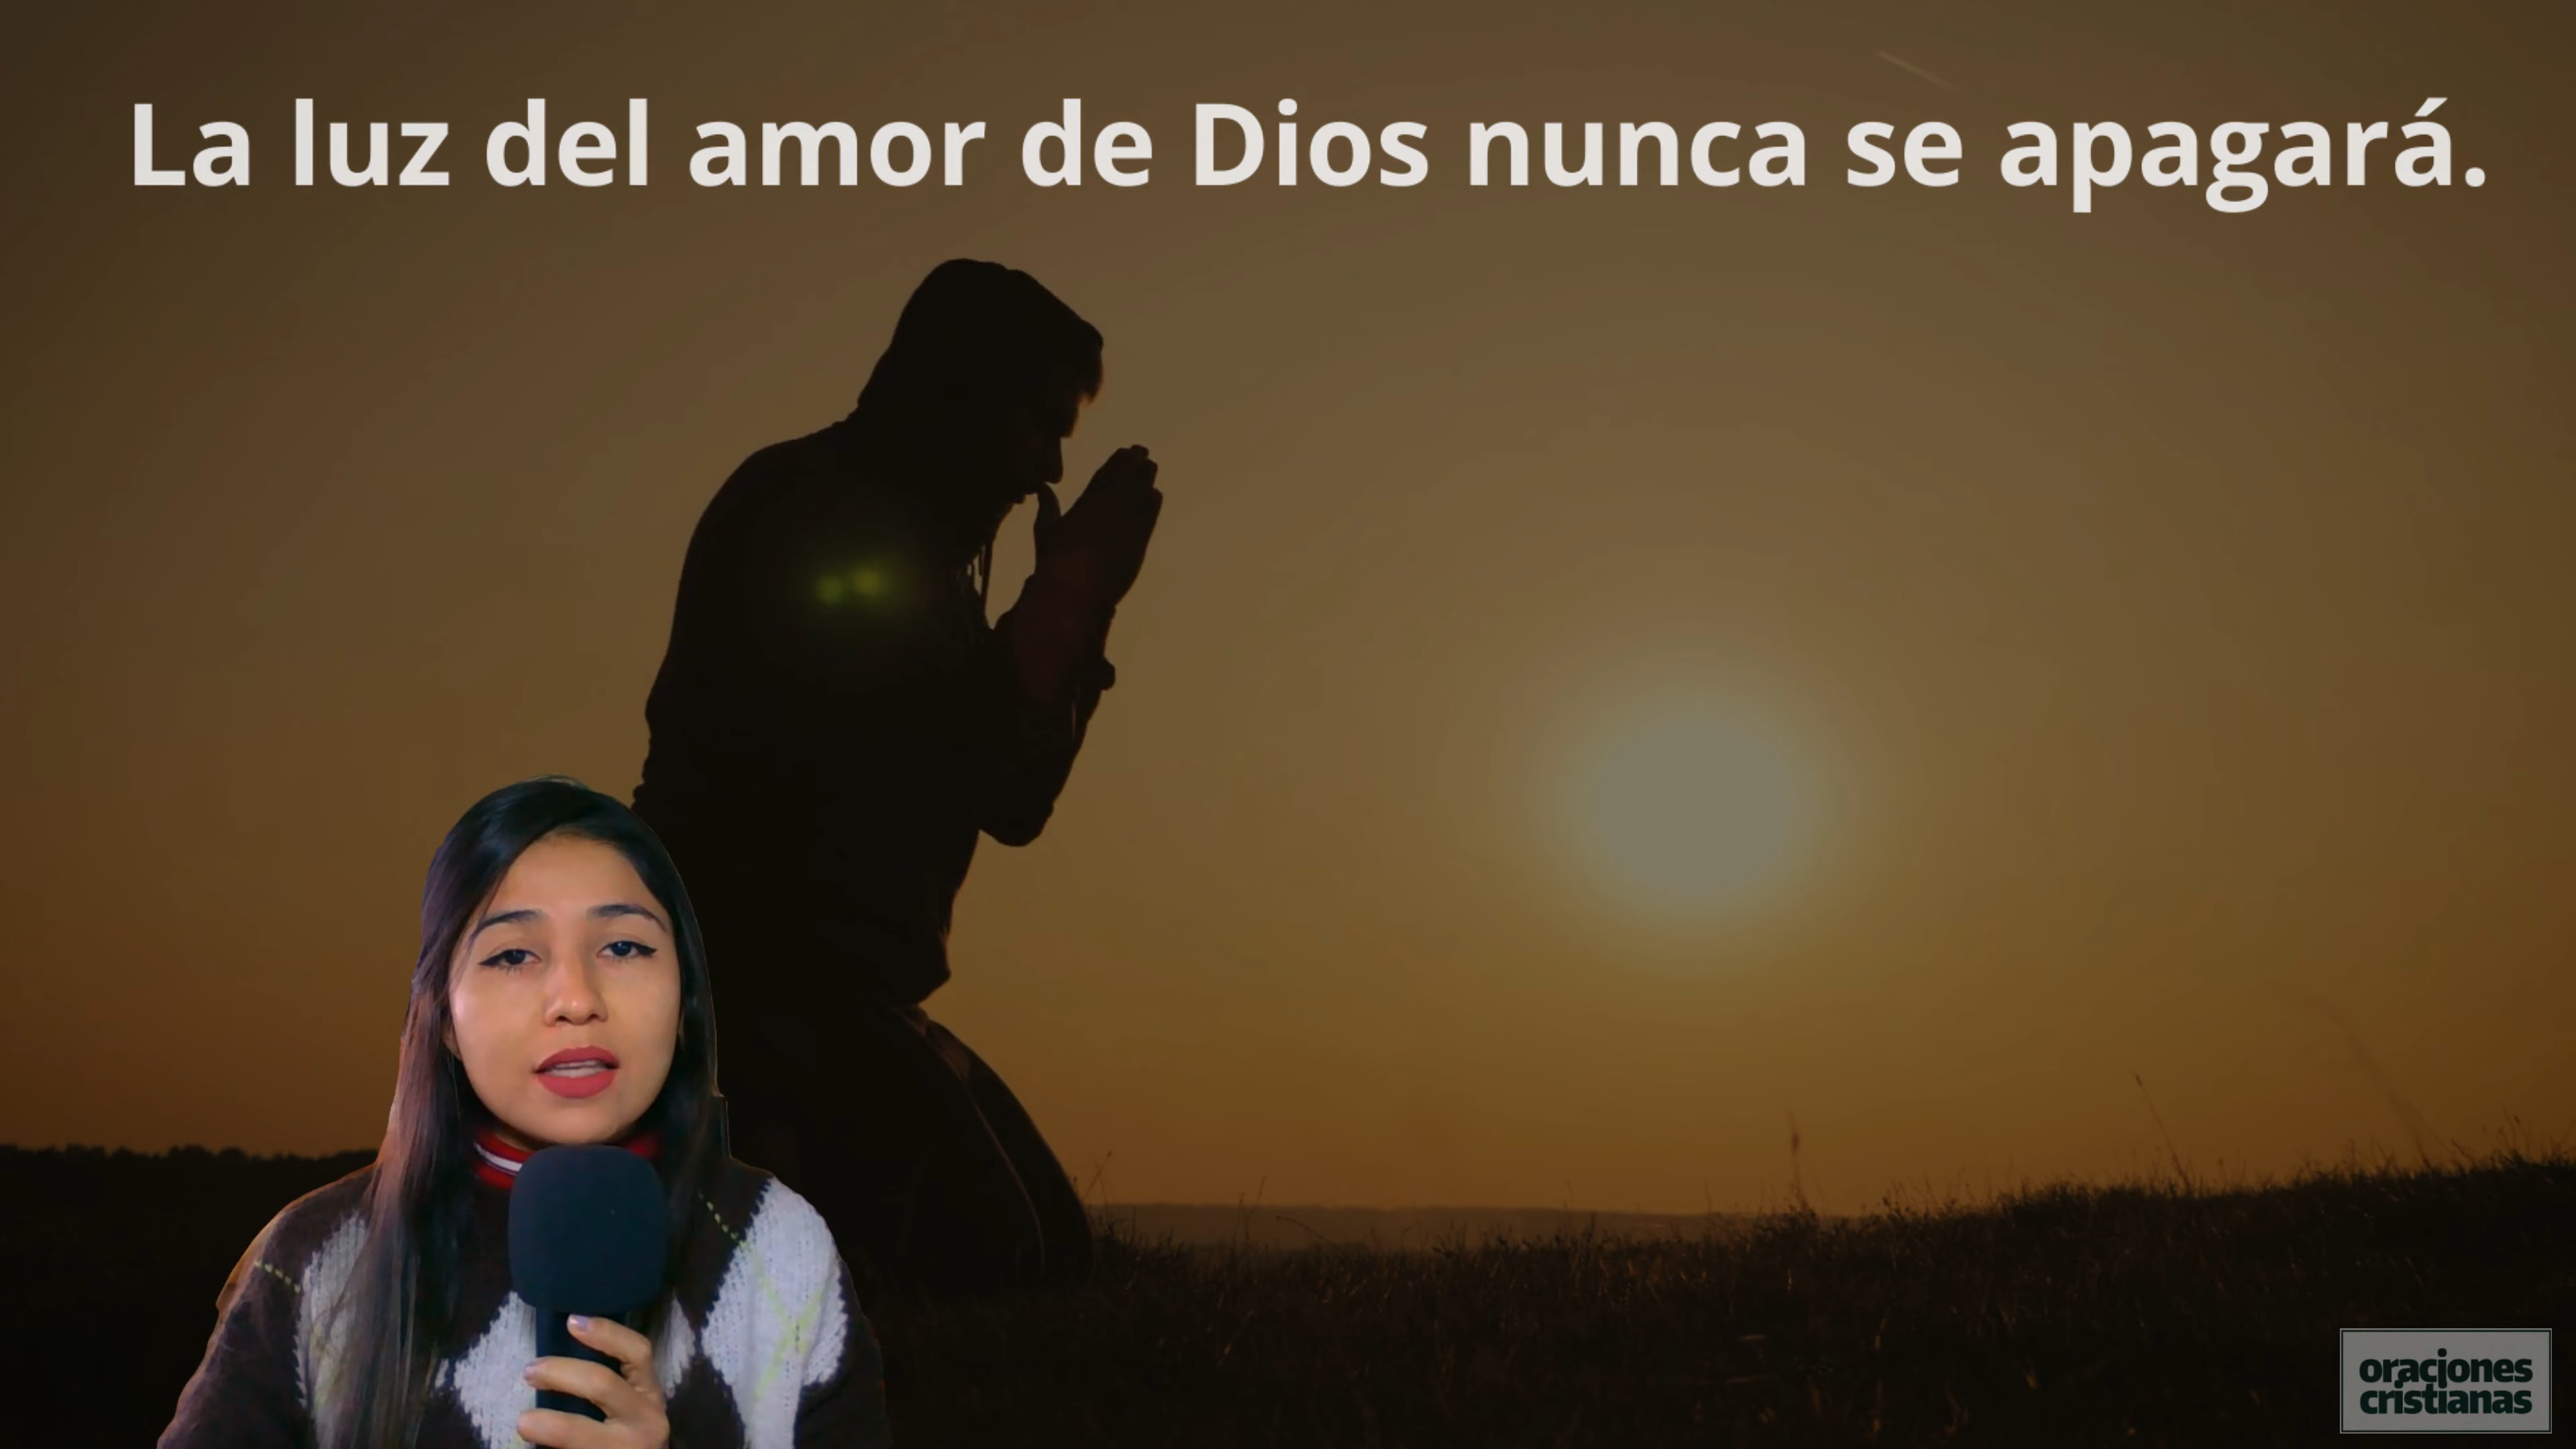 La luz del amor de Dios nunca se apagará.
oraciones
cristianas